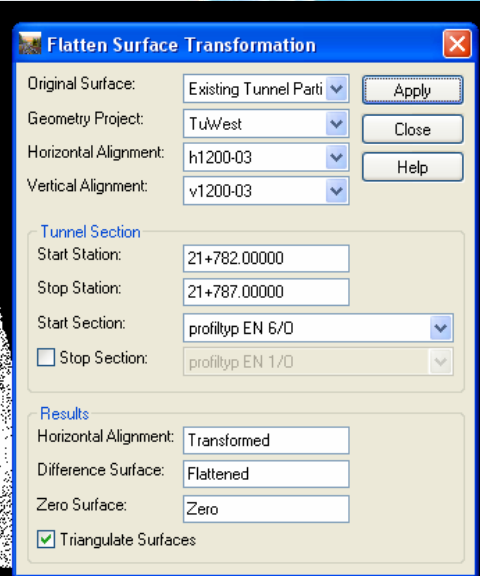 Flatten Surface Transformation
Original Surface: Existing Tunnel Parti Apply
Geometry Project: TuWest Close
Horizontal Alignment: h1200-03 Help
Vertical Alignment: v1200-03
Tunnel Section
Start Station: 21+782.00000
Stop Station: 21+787.00000
Start Section: profiltyp EN 6/0
Stop Section: profiltyp EN 1/0
Results
Horizontal Alignment: Transformed
Difference Surface: Flattened
Zero Surface: Zero
Triangulate Surfaces